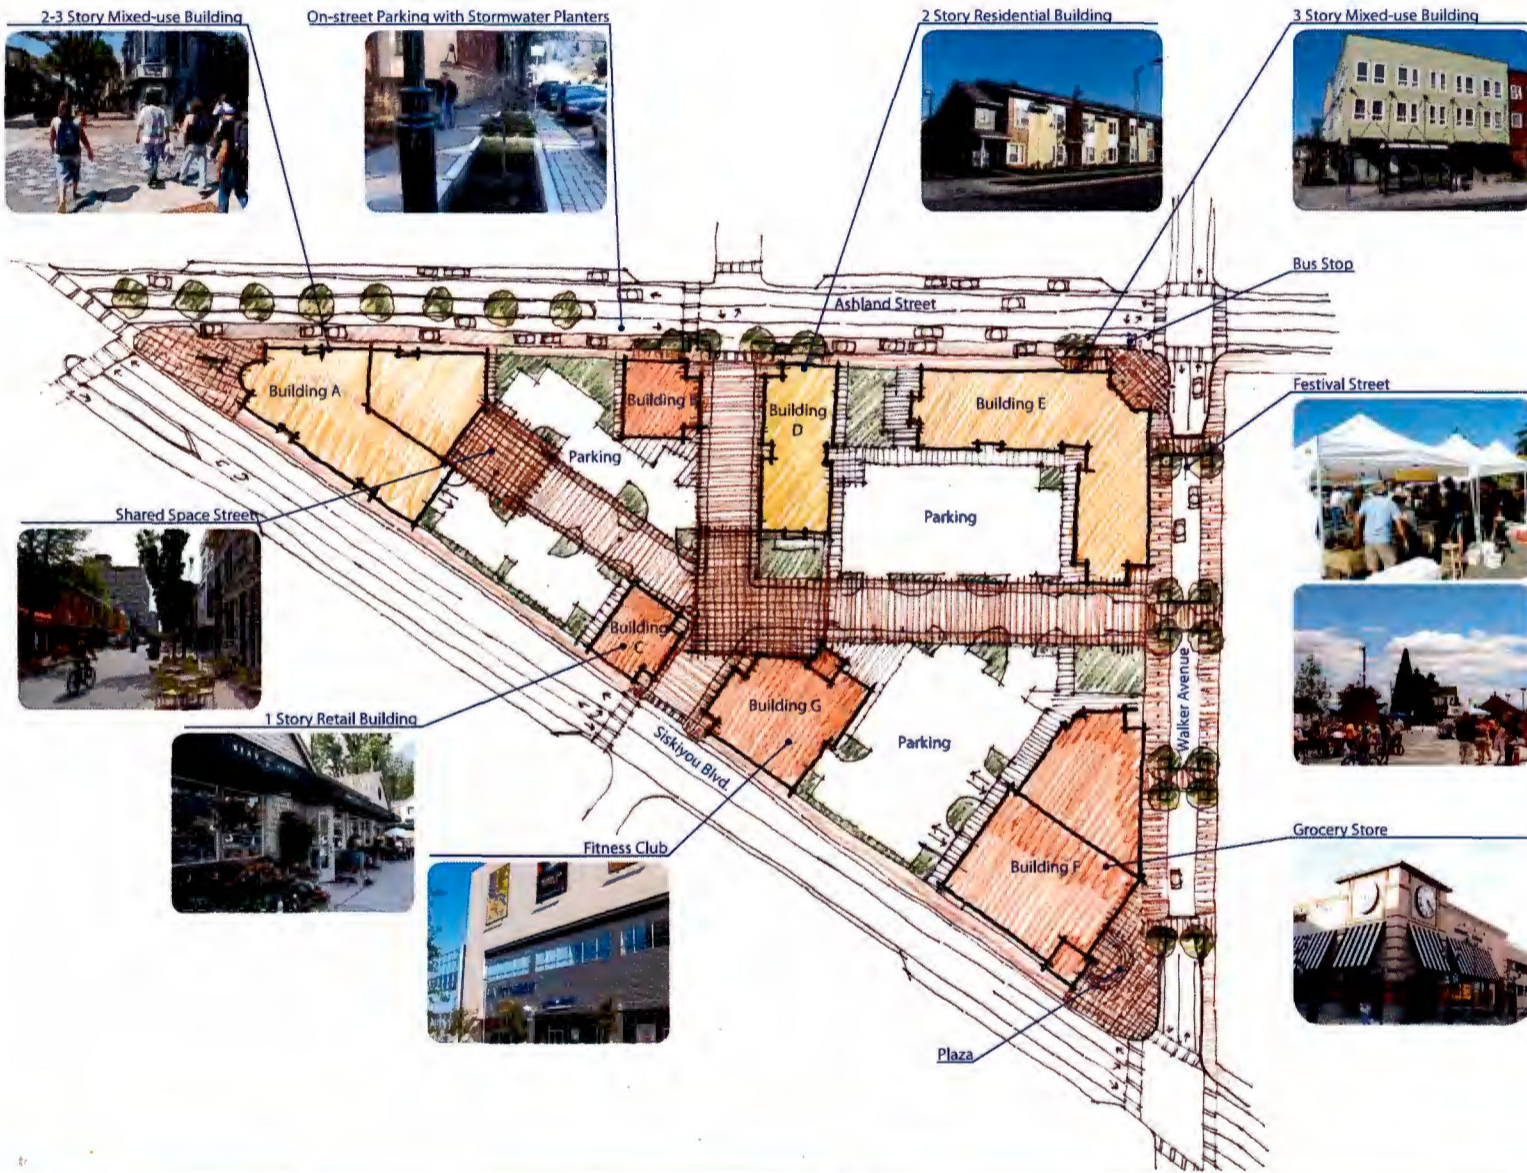 2-3 Story Mixed-use Building
On-street Parking with Stormwater Planters
2 Story Residential Building
3 Story Mixed-use Building
Bus Stop
Ashland Street
Festival Street
Building A
Building B
Building
D
Building E
Parking
Parking
Shared Space Street
Building
C
Building G
Walker Avenue
1 Story Retail Building
Siskiyou Blvd.
Parking
Grocery Store
Fitness Club
Building F
Plaza